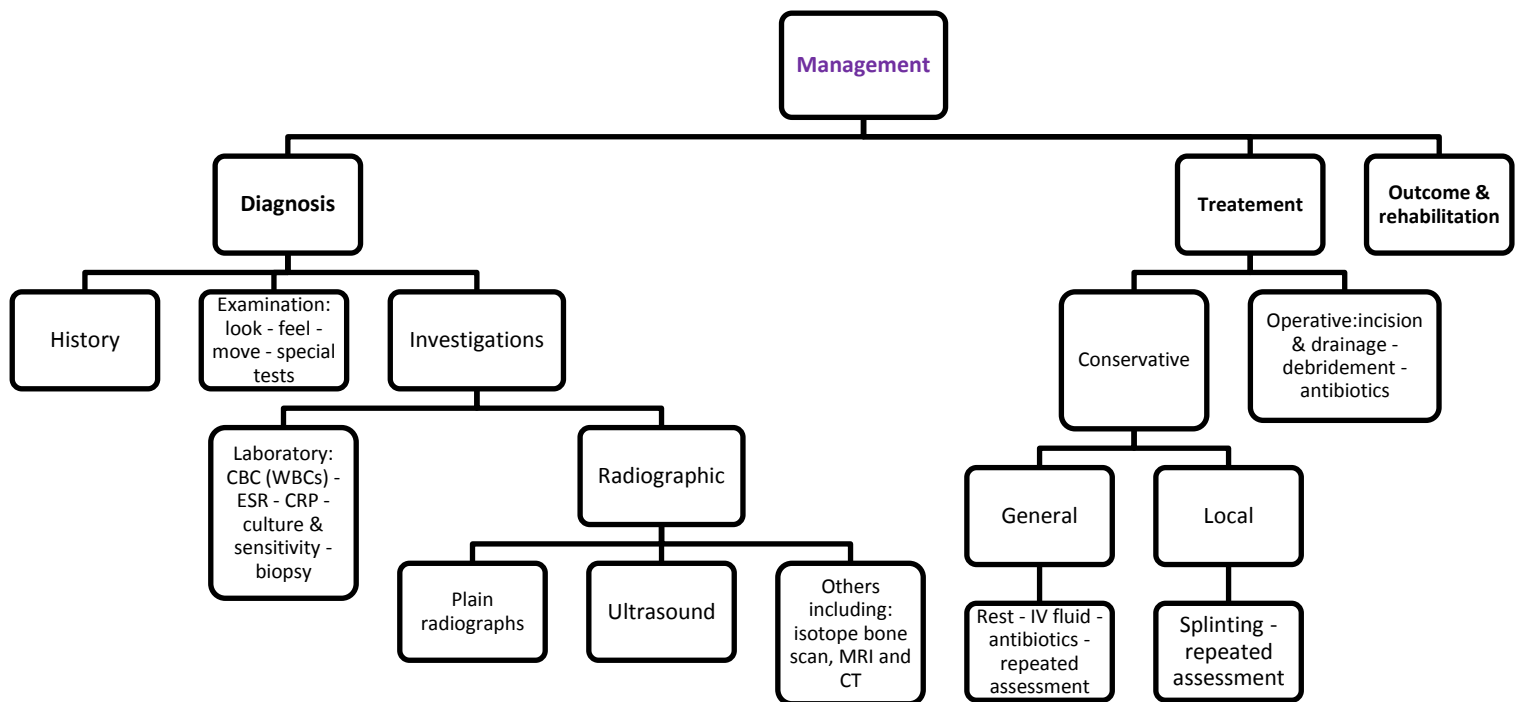 Management
Diagnosis
Treatement
Outcome &
rehabilitation
History
Examination:
look - feel -
move - special
tests
Investigations
Conservative
Operative:incision
& drainage -
debridement -
antibiotics
Laboratory:
CBC (WBCs) -
ESR - CRP -
culture &
sensitivity -
biopsy
Radiographic
General
Local
Plain
radiographs
Ultrasound
Others
including:
isotope bone
scan, MRI and
CT
Rest - IV fluid -
antibiotics -
repeated
assessment
Splinting -
repeated
assessment